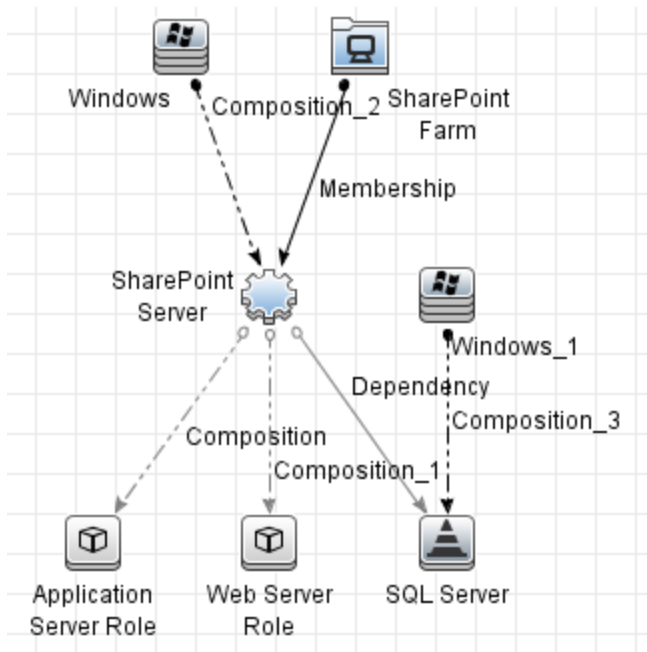 Windows
Composition_2
SharePoint
Farm
Membership
SharePoint
Server
Windows_1
Dependency
Composition_3
Composition
Composition_1
Application
Server Role
Web Server
Role
SQL Server